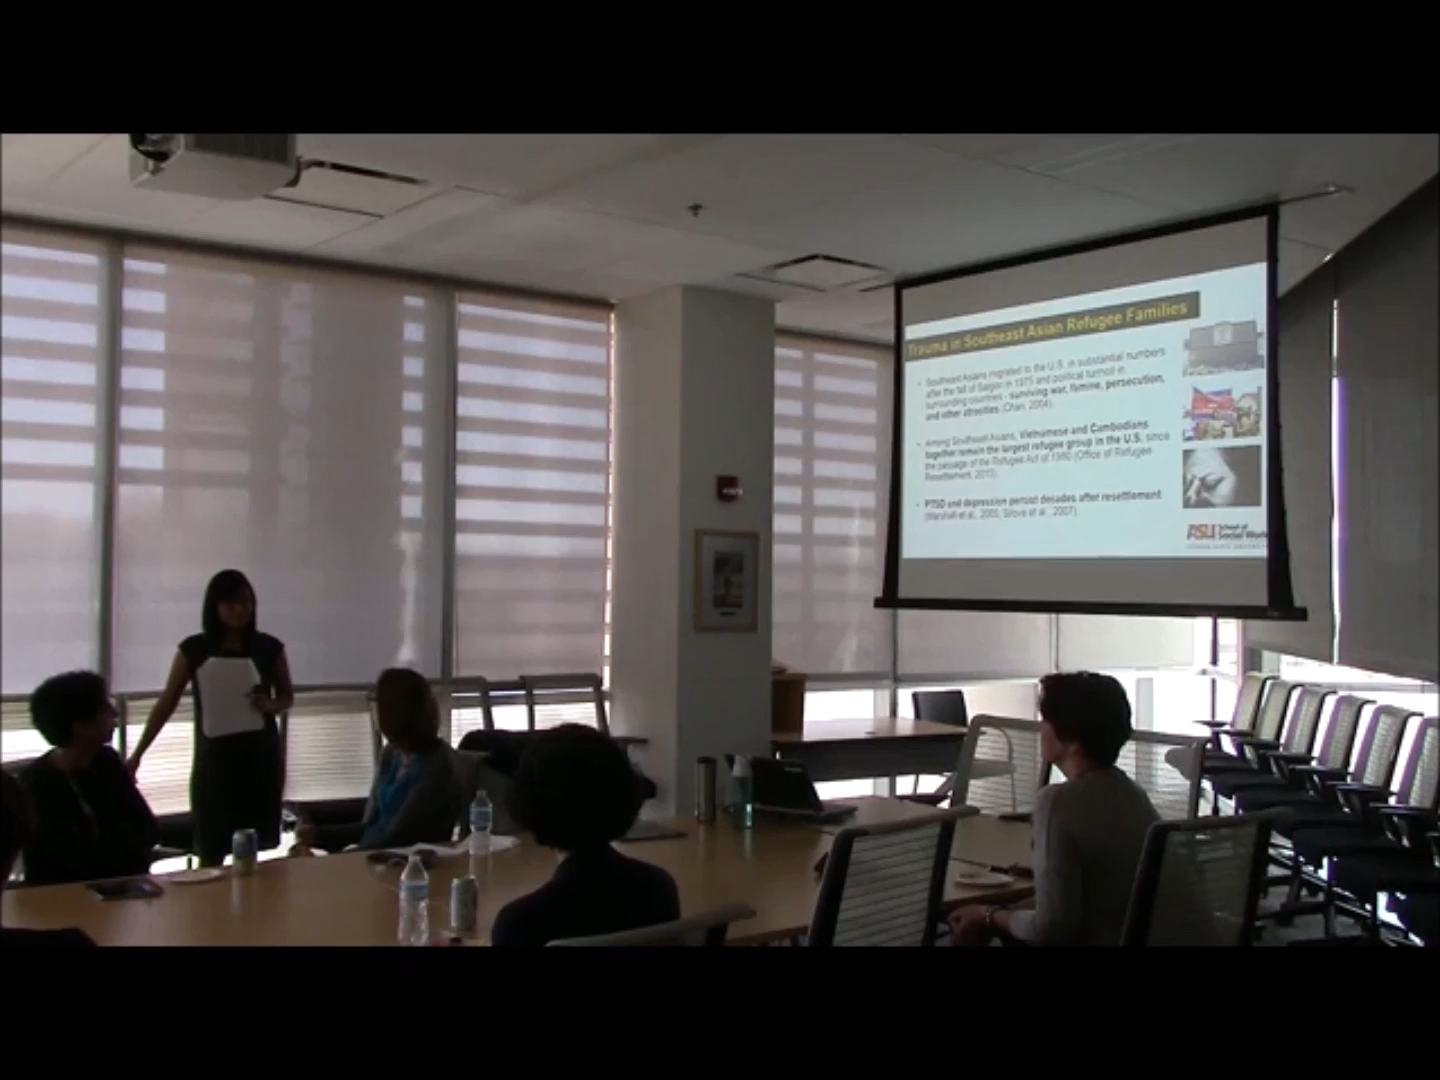 Trauma in Southeast Asian Refugee Families
• Southeast Asians migrated to the U.S. in substantial numbers
after the fall of Saigon in 1975 and political turmoil in
surrounding countries - surviving war, famine, persecution,
and other atrocities (Chan, 2004).
• Among Southeast Asians, Vietnamese and Cambodians
together remain the largest refugee group in the U.S. since
the passage of the Refugee Act of 1980 (Office of Refugee
Resettlement, 2015).
• PTSD and depression persist decades after resettlement
(Marshall et al., 2005; Silove et al., 2007).
ASU School of
Social Work